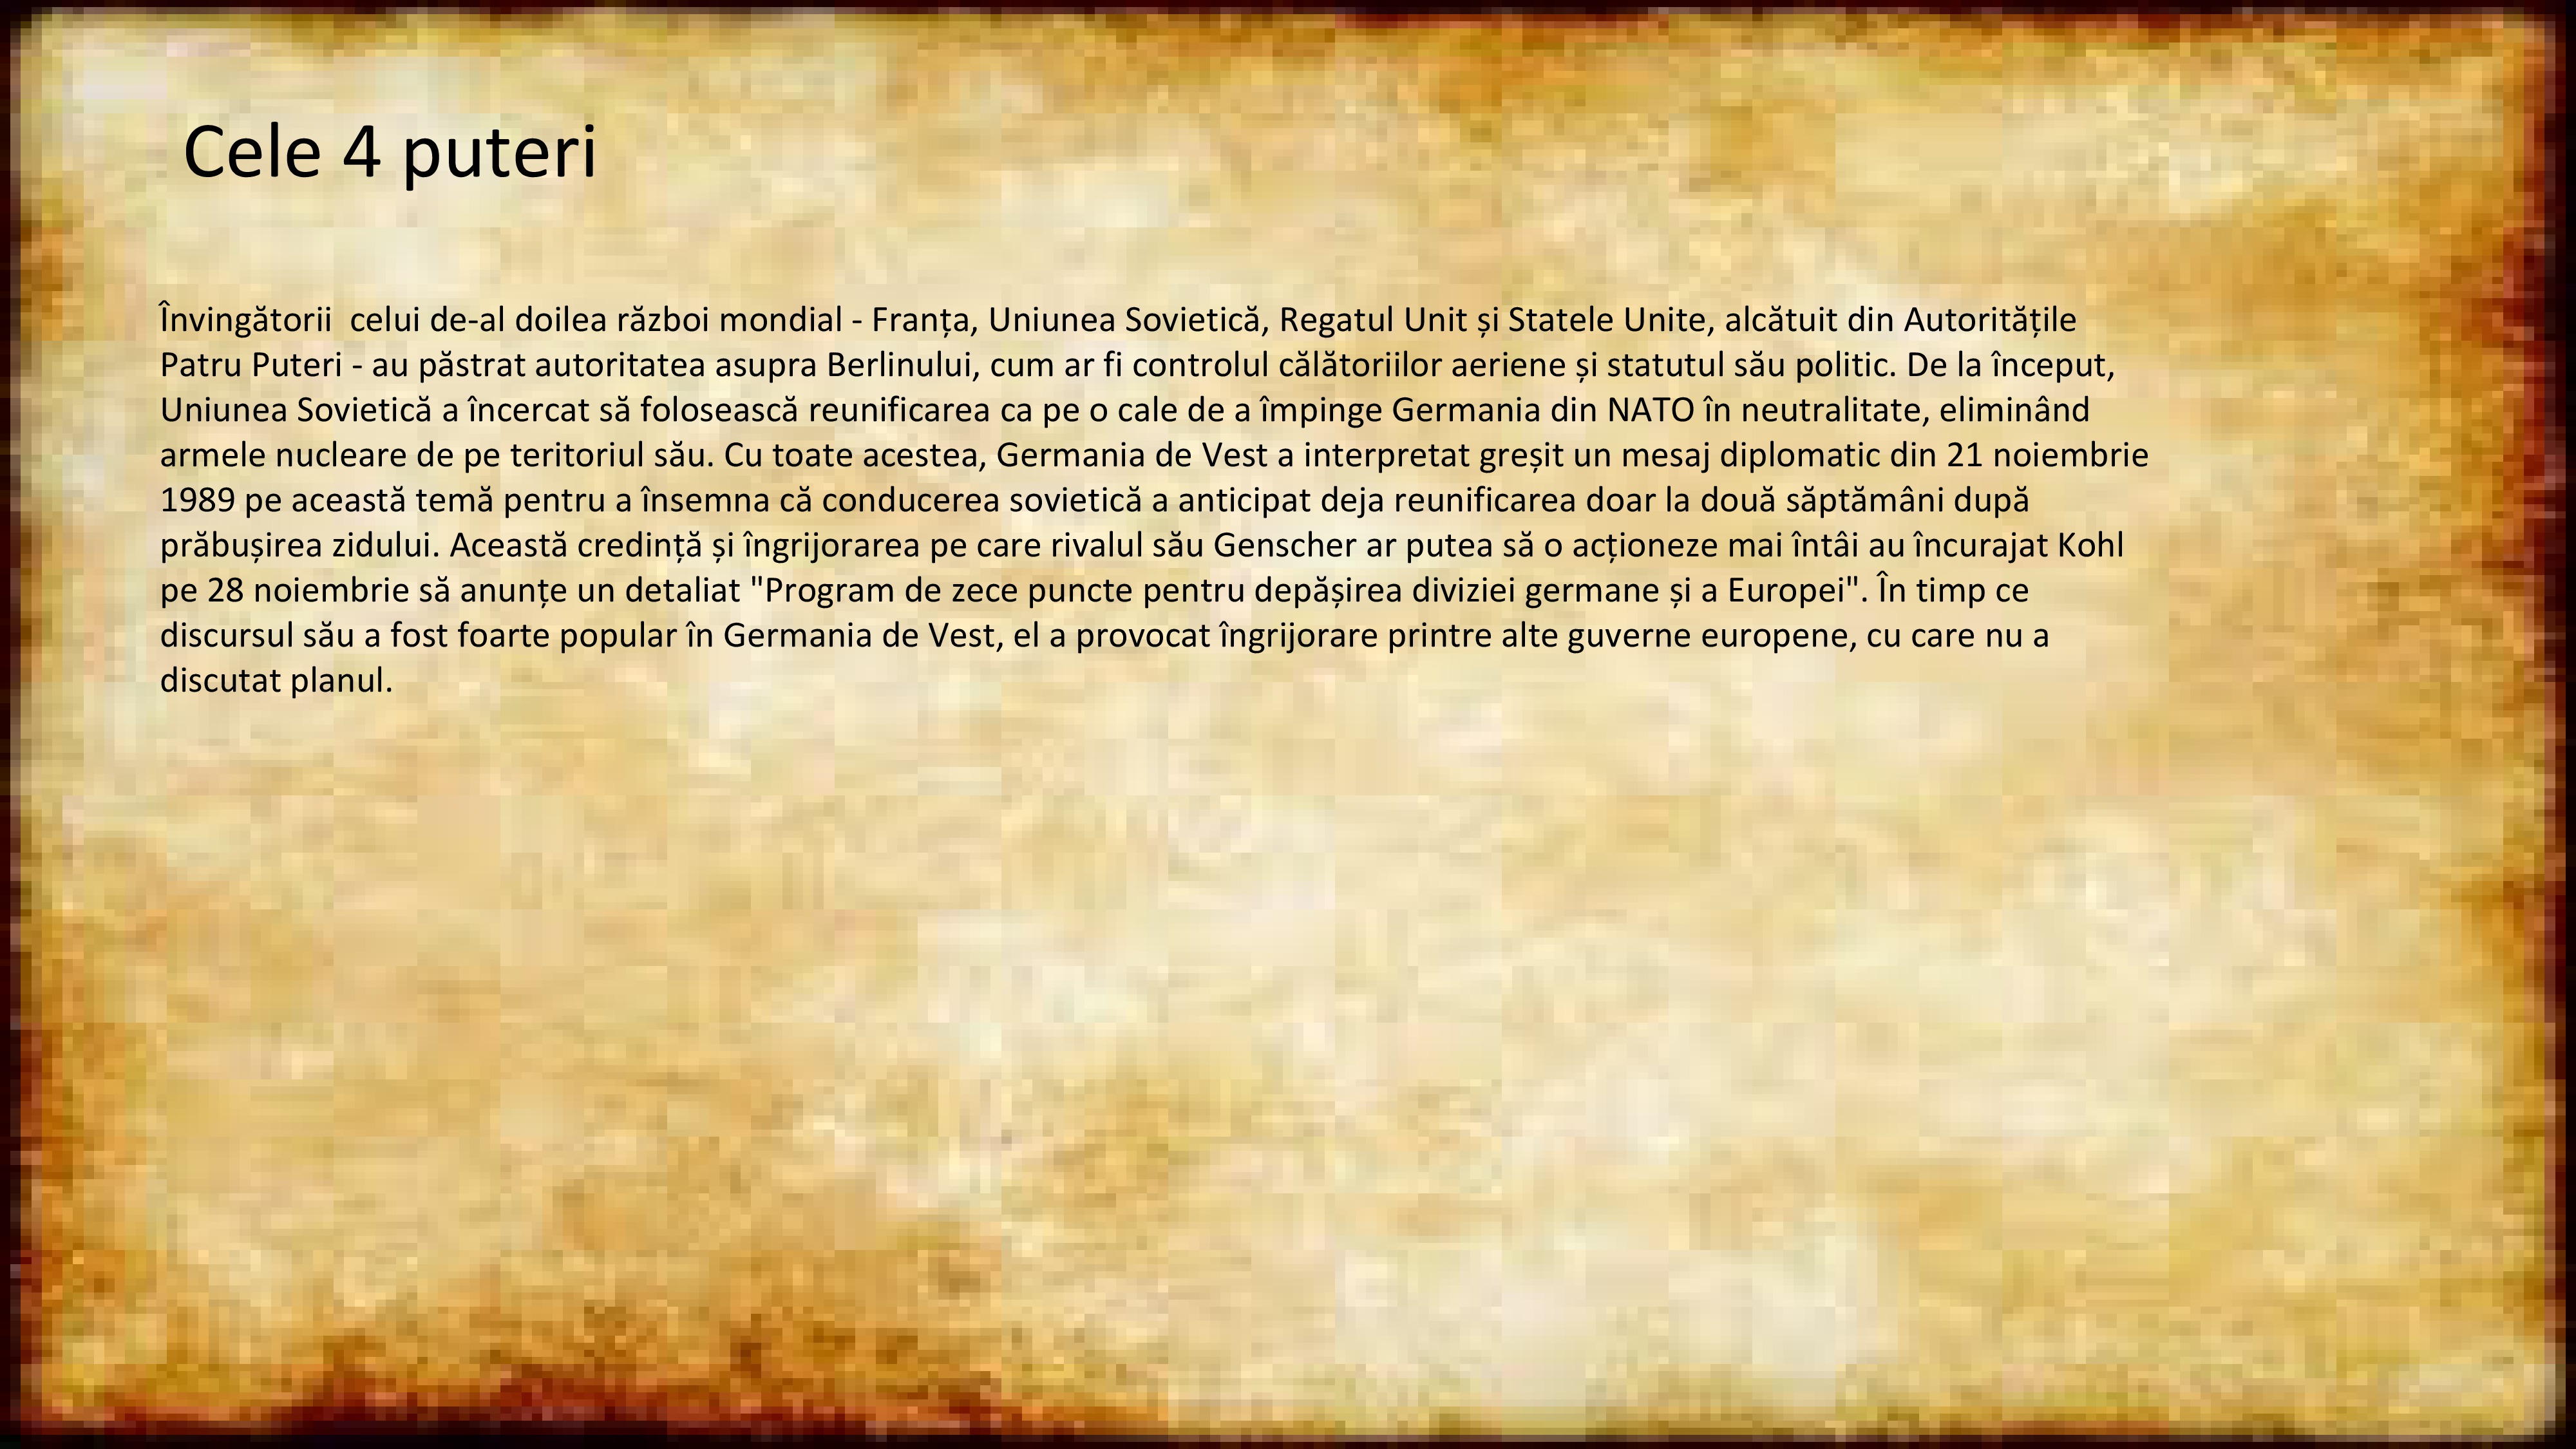 Cele 4 puteri
Învingătorii  celui de-al doilea război mondial - Franța, Uniunea Sovietică, Regatul Unit și Statele Unite, alcătuit din Autoritățile
Patru Puteri - au păstrat autoritatea asupra Berlinului, cum ar fi controlul călătoriilor aeriene și statutul său politic. De la început,
Uniunea Sovietică a încercat să folosească reunificarea ca pe o cale de a împinge Germania din NATO în neutralitate, eliminând
armele nucleare de pe teritoriul său. Cu toate acestea, Germania de Vest a interpretat greșit un mesaj diplomatic din 21 noiembrie
1989 pe această temă pentru a însemna că conducerea sovietică a anticipat deja reunificarea doar la două săptămâni după
prăbușirea zidului. Această credință și îngrijorarea pe care rivalul său Genscher ar putea să o acționeze mai întâi au încurajat Kohl
pe 28 noiembrie să anunțe un detaliat "Program de zece puncte pentru depășirea diviziei germane și a Europei". În timp ce
discursul său a fost foarte popular în Germania de Vest, el a provocat îngrijorare printre alte guverne europene, cu care nu a
discutat planul.